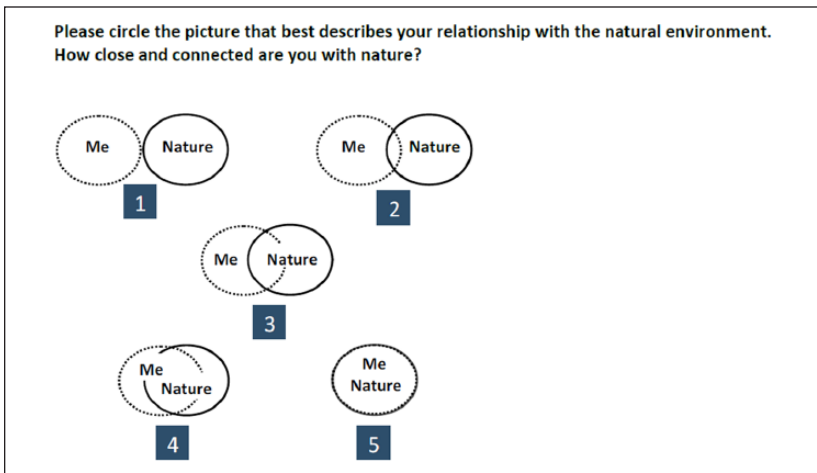 Please circle the picture that best describes your relationship with the natural environment.
How close and connected are you with nature?
Me Nature
1
Me Nature
2
Me Nature
3
Me
Nature
4
Me
Nature
5